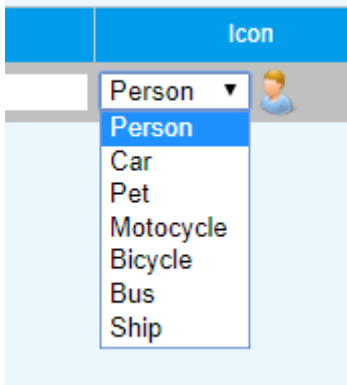 Icon
Person
Person
Car
Pet
Motocycle
Bicycle
Bus
Ship